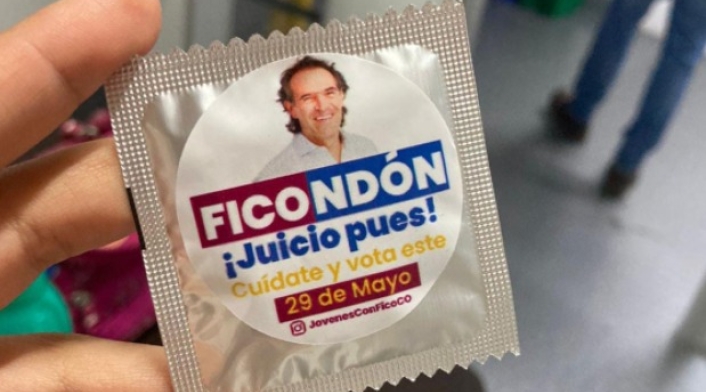 FICONDÓN
¡Juicio pues!
Cuídate y vota este
29 de Mayo
JovenesConFicoCO